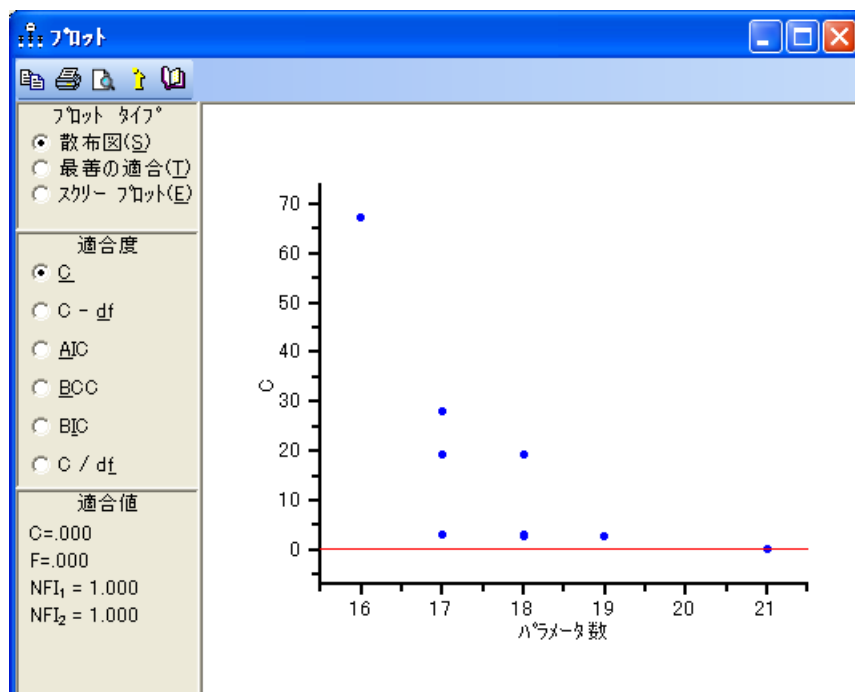 プロット
プロット タイプ
散布図(S)
最善の適合(T)
スクリー プロット(E)
適合度
C
C - df
AIC
BCC
BIC
C / df
適合値
C=.000
F=.000
NFI₁ = 1.000
NFI₂ = 1.000
70
60
50
40
30
20
10
0
C
16 17 18 19 20 21
パラメータ数